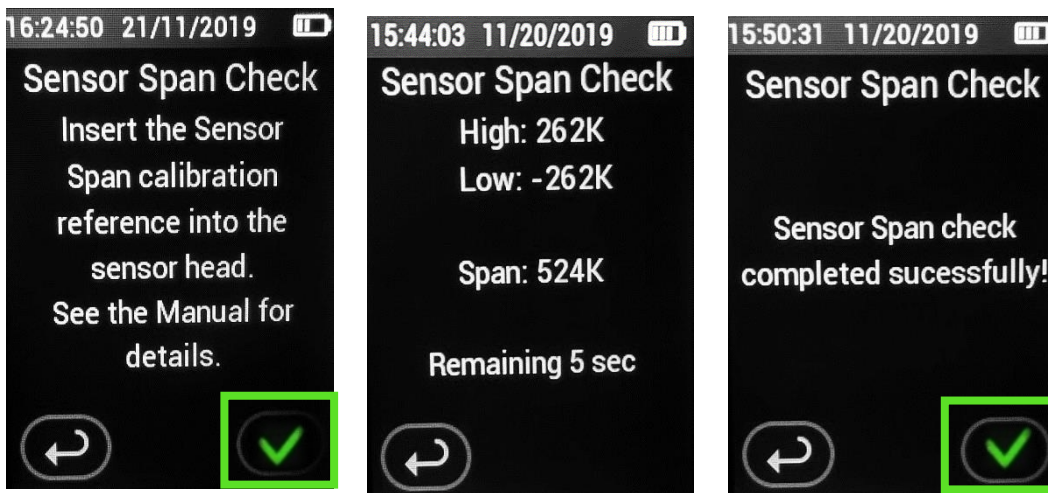 16:24:50 21/11/2019
Sensor Span Check
Insert the Sensor
Span calibration
reference into the
sensor head.
See the Manual for
details.
15:44:03 11/20/2019
Sensor Span Check
High: 262K
Low: -262K
Span: 524K
Remaining 5 sec
15:50:31 11/20/2019
Sensor Span Check
Sensor Span check
completed sucessfully!